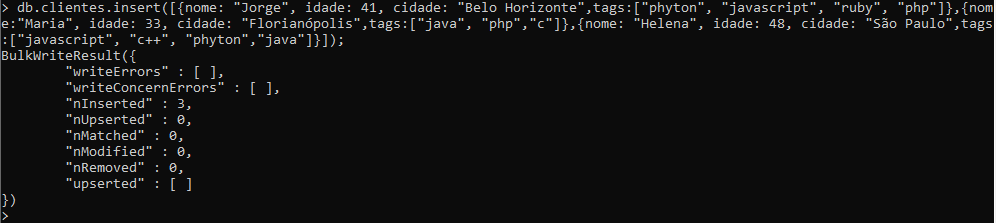 > db.clientes.insert([{nome: "Jorge", idade: 41, cidade: "Belo Horizonte",tags:["phyton", "javascript", "ruby", "php"]},{nom
e:"Maria", idade: 33, cidade: "Florianópolis",tags:["java", "php","c"]},{nome: "Helena", idade: 48, cidade: "São Paulo",tags
:["javascript", "c++", "phyton","java"]}]);
BulkWriteResult({
"writeErrors" : [ ],
"writeConcernErrors" : [ ],
"nInserted" : 3,
"nUpserted" : 0,
"nMatched" : 0,
"nModified" : 0,
"nRemoved" : 0,
"upserted" : [ ]
})
>